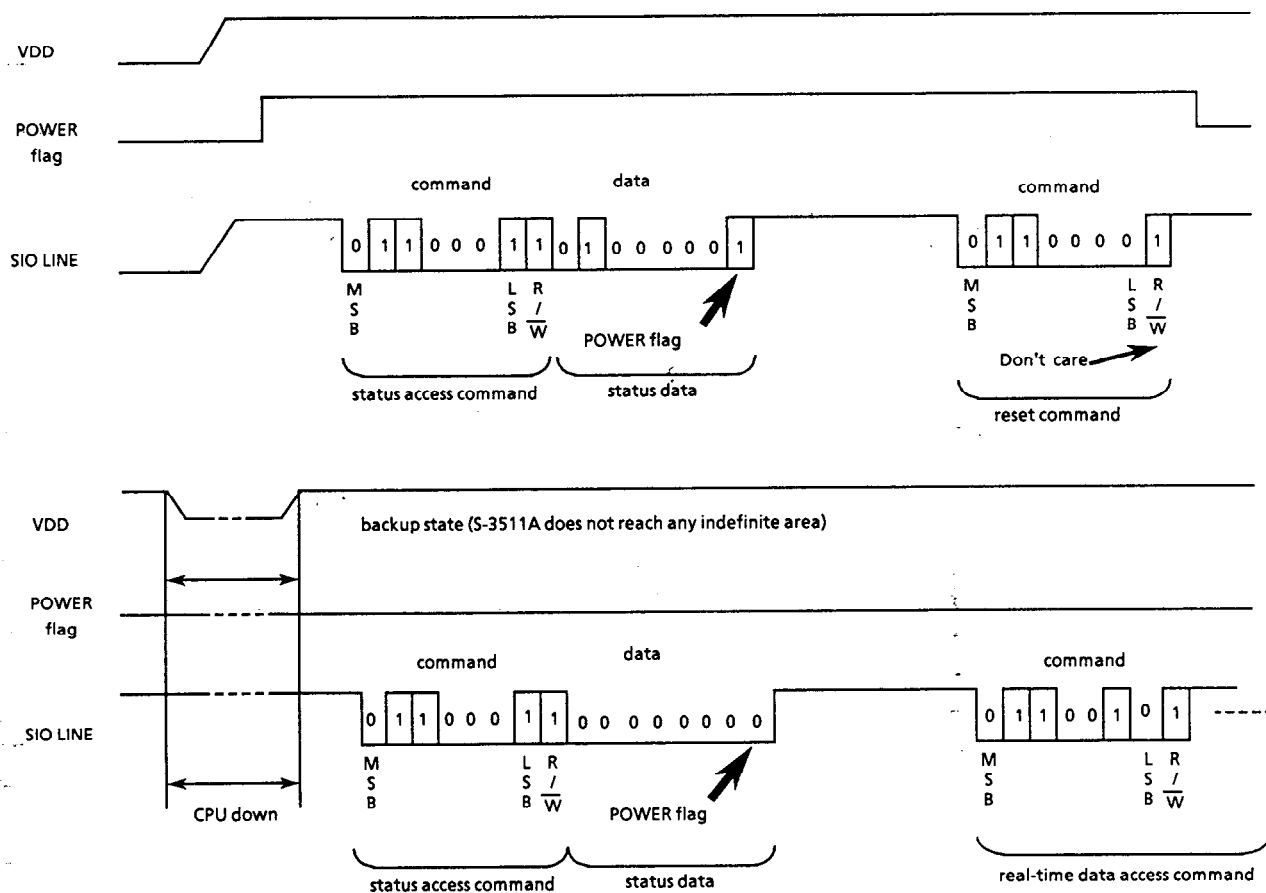 VDD
POWER
flag
command data command
SIO LINE
0 1 1 0 0 0 1 1 0 1 0 0 0 0 0 1
0 1 1 0 0 0 0 1
M
S
B
L
S
B
R
/
W
POWER flag
M
S
B
L
S
B
R
/
W
Don't care
status access command status data
reset command
VDD
backup state (S-3511A does not reach any indefinite area)
POWER
flag
command data command
SIO LINE
0 1 1 0 0 0 1 1 0 0 0 0 0 0 0 0
0 1 1 0 0 1 0 1
M
S
B
L
S
B
R
/
W
M
S
B
L
S
B
R
/
W
CPU down
POWER flag
status access command status data
real-time data access command